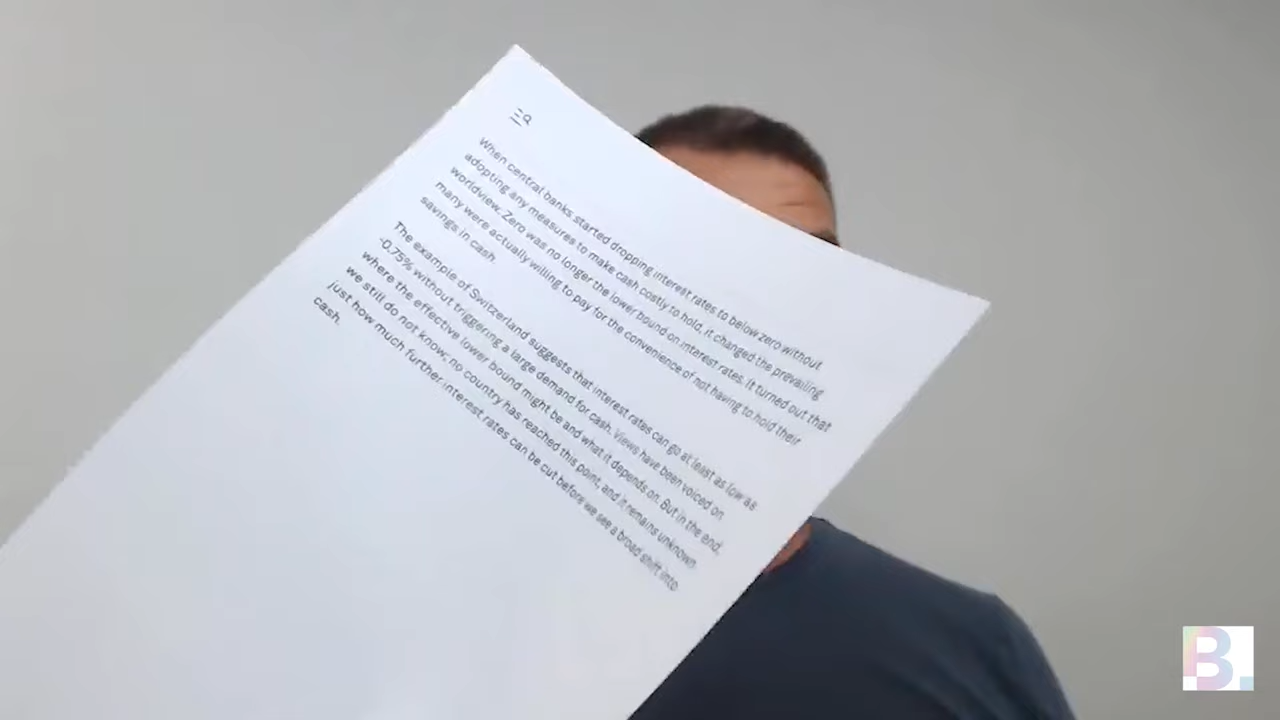 When central banks started dropping interest rates to below zero without
adopting any measures to make cash costly to hold, it changed the prevailing
worldview. Zero was no longer the lower bound on interest rates. It turned out that
many were actually willing to pay for the convenience of not having to hold their
savings in cash
The example of Switzerland suggests that interest rates can go at least as low as
-0.75% without triggering a large demand for cash. Views have been voiced on
where the effective lower bound might be and what it depends on. But in the end,
we still do not know: no country has reached this point, and it remains unknown
just how much further interest rates can be cut before we see a broad shift into
cash.
B.